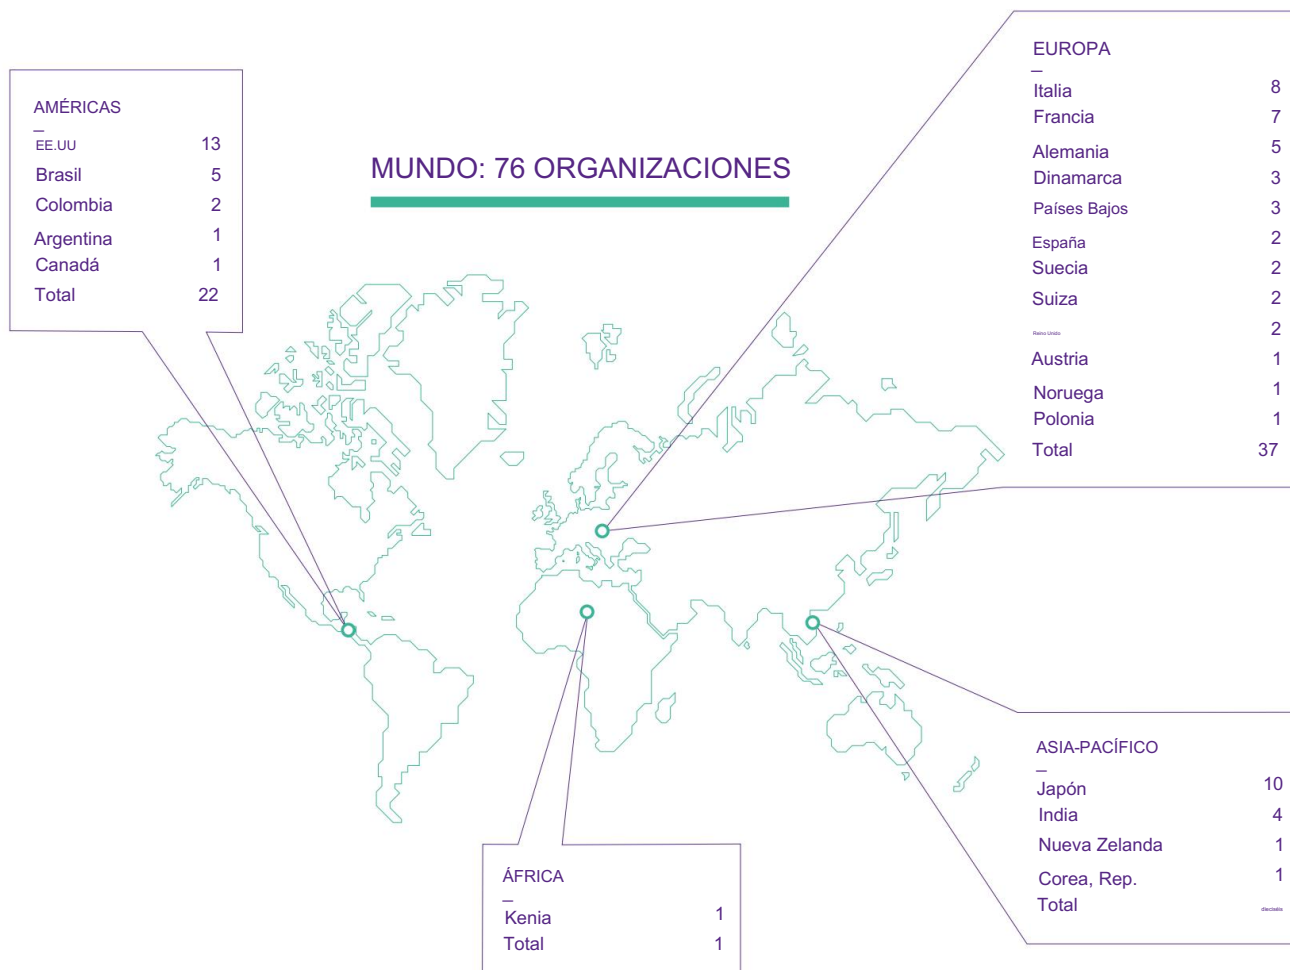 AMÉRICAS
EE.UU 13
Brasil 5
Colombia 2
Argentina 1
Canadá 1
Total 22
MUNDO: 76 ORGANIZACIONES
EUROPA
Italia 8
Francia 7
Alemania 5
Dinamarca 3
Países Bajos 3
España 2
Suecia 2
Suiza 2
Reino Unido 2
Austria 1
Noruega 1
Polonia 1
Total 37
ÁFRICA
Kenia 1
Total 1
ASIA-PACÍFICO
Japón 10
India 4
Nueva Zelanda 1
Corea, Rep. 1
Total dieciséis